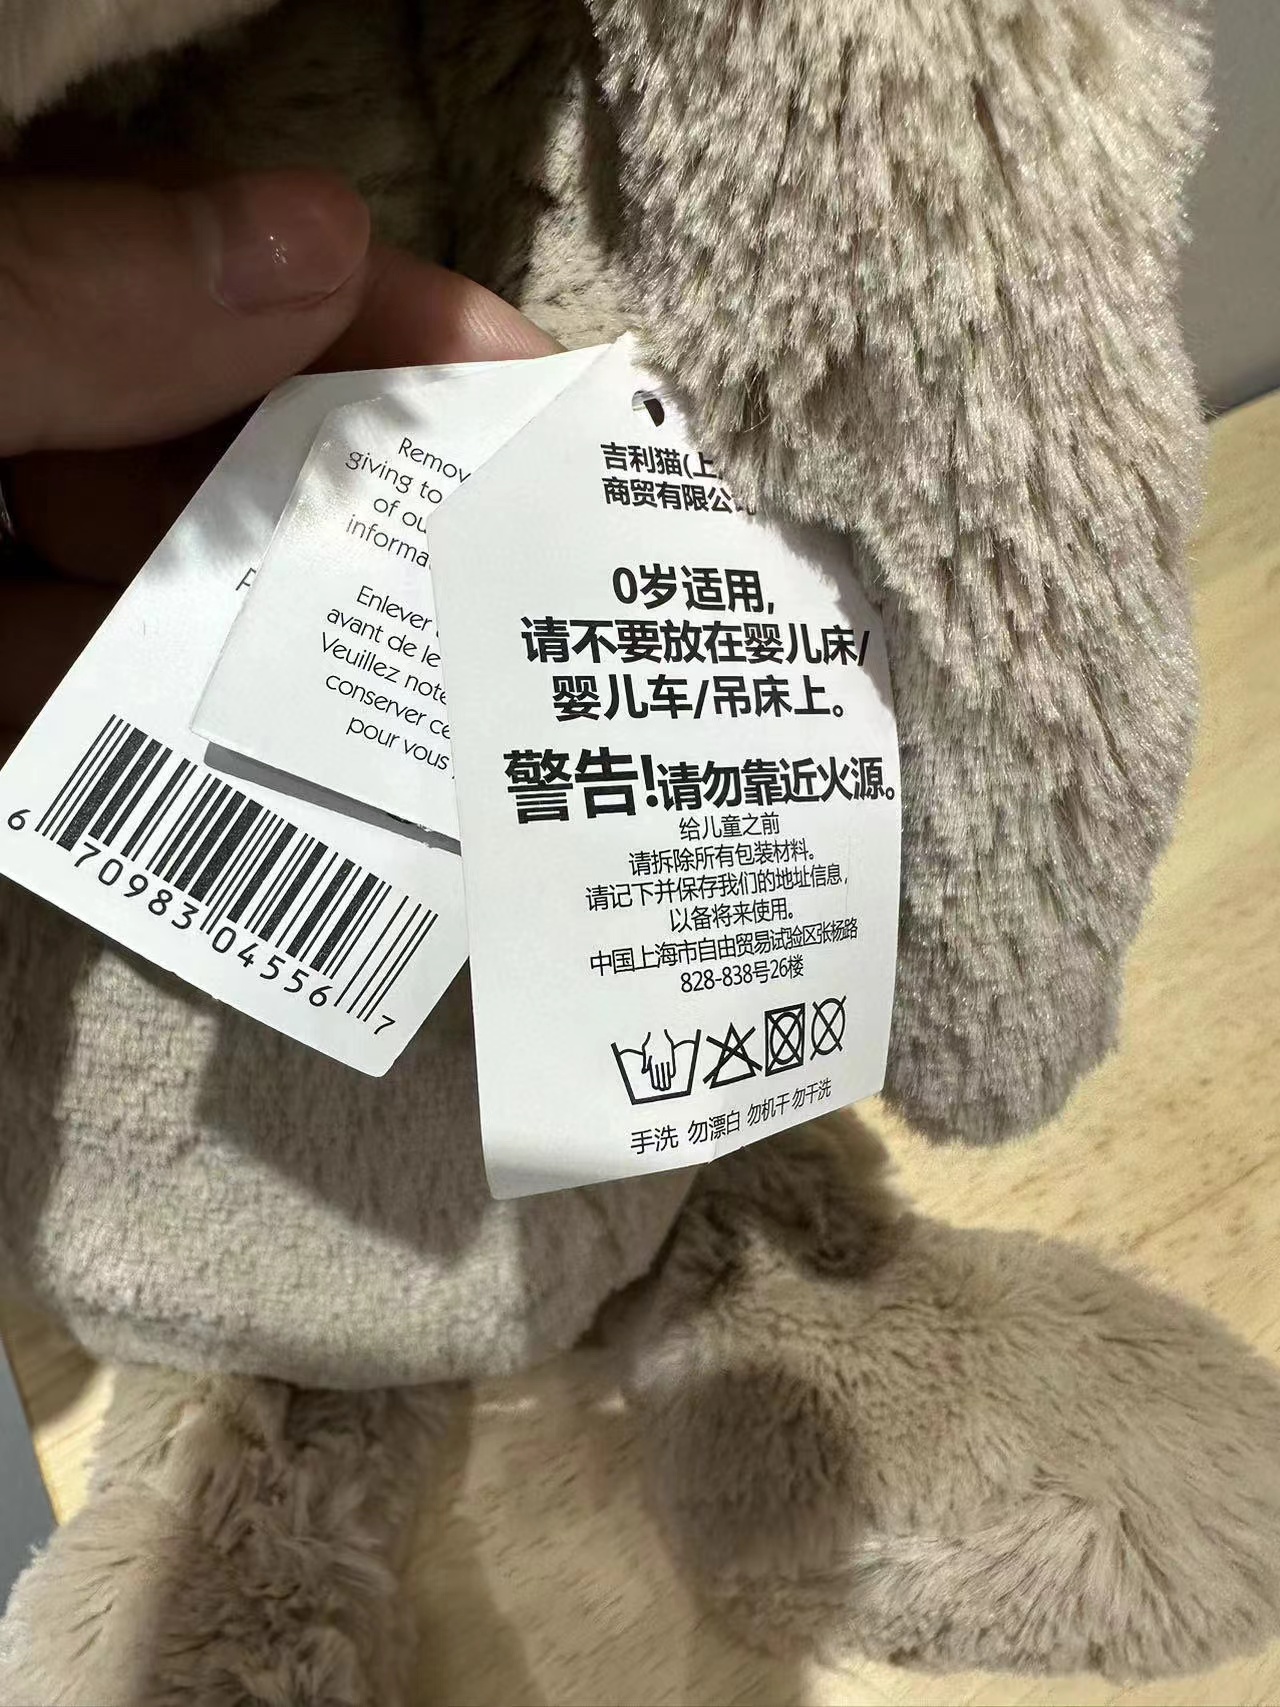 giving to
of
Enlever
avant de
Veuillez
conserver
pour vous
6 70983 04556 7
吉利猫(上
商贸有限公
0岁适用,
请不要放在婴儿床/
婴儿车/吊床上。
警告!请勿靠近火源。
给儿童之前
请拆除所有包装材料。
请记下并保存我们的地址信息,
以备将来使用。
中国上海市自由贸易试验区张杨路
828-838号26楼
手洗 勿漂白 勿机干 勿干洗